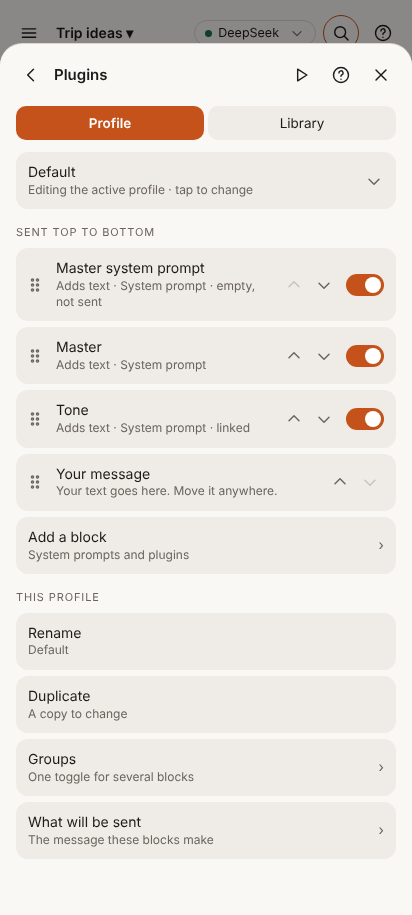 Trip ideas ▾
DeepSeek
Plugins
Profile
Library
Default
Editing the active profile · tap to change
SENT TOP TO BOTTOM
Master system prompt
Adds text · System prompt · empty,
not sent
Master
Adds text · System prompt
Tone
Adds text · System prompt · linked
Your message
Your text goes here. Move it anywhere.
Add a block
System prompts and plugins
THIS PROFILE
Rename
Default
Duplicate
A copy to change
Groups
One toggle for several blocks
What will be sent
The message these blocks make